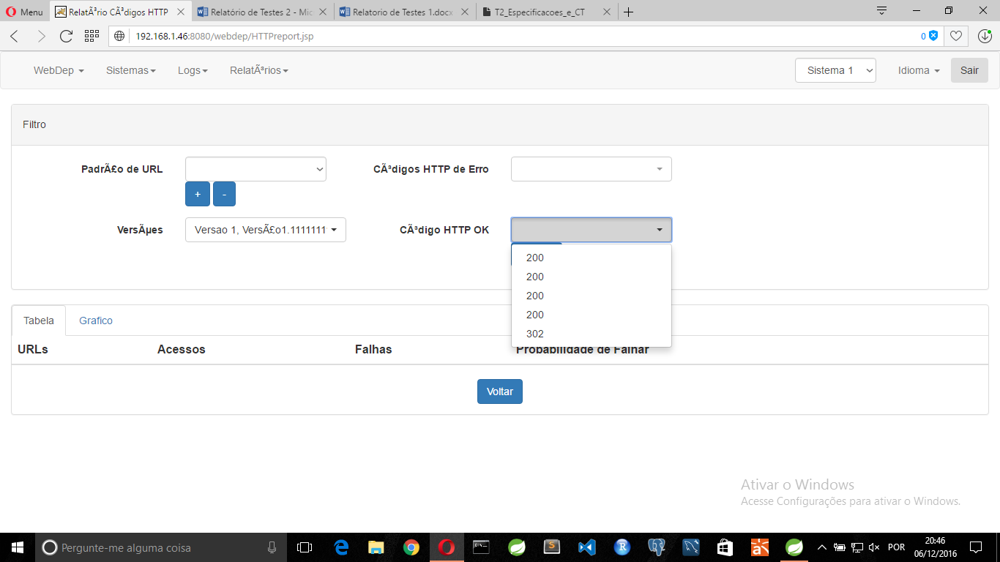 Menu
RelatÃ³rio CÃ³digos HTTP
Relatório de Testes 2 - Mic
Relatorio de Testes 1.docx
T2_Especificacoes_e_CT
192.168.1.46:8080/webdep/HTTPreport.jsp
0
WebDep
Sistemas
Logs
RelatÃ³rios
Sistema 1
Idioma
Sair
Filtro
PadrÃ£o de URL
CÃ³digos HTTP de Erro
+
-
VersÃµes
Versao 1, VersÃ£o1.1111111
CÃ³digo HTTP OK
200
200
200
200
302
Tabela
Grafico
URLs
Acessos
Falhas
Probabilidade de Falhar
Voltar
Ativar o Windows
Acesse Configurações para ativar o Windows.
Pergunte-me alguma coisa
POR
20:46
06/12/2016